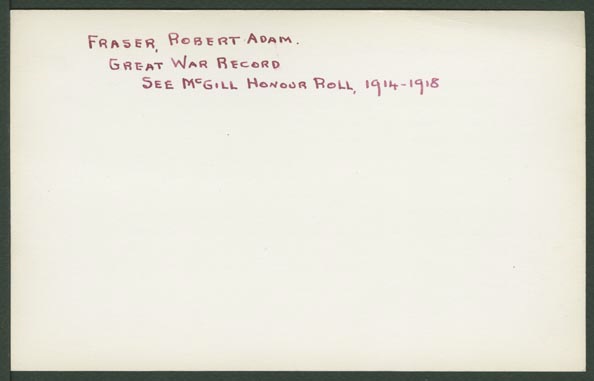 FRASER, ROBERT ADAM.
GREAT WAR RECORD
SEE McGILL HONOUR ROLL, 1914-1918